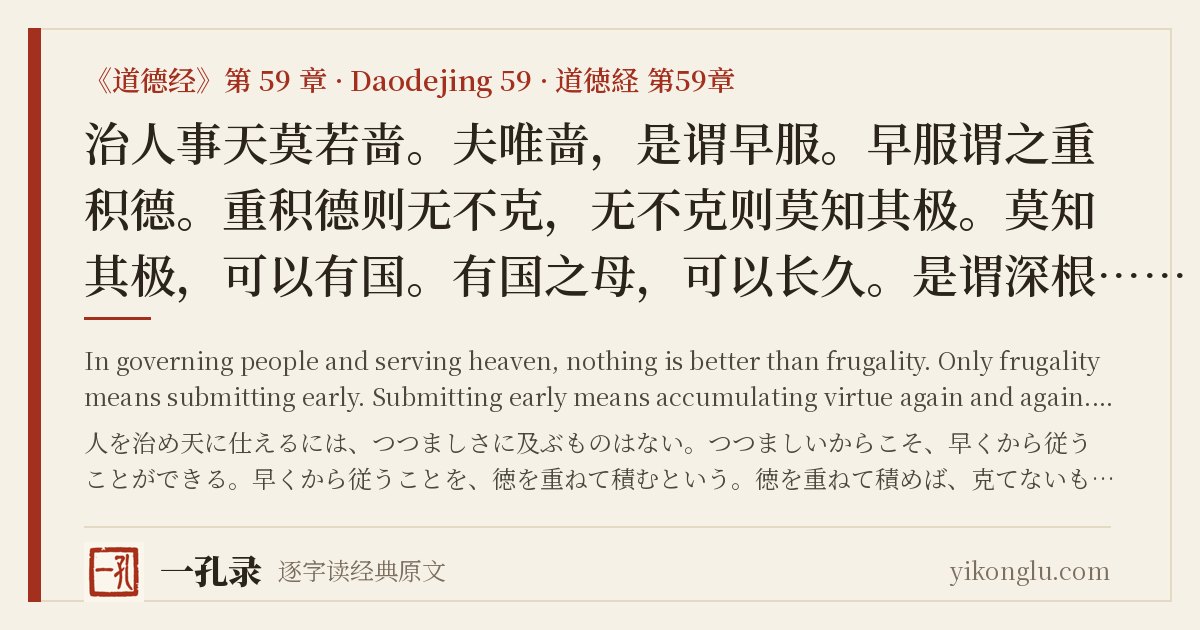 《道德经》第 59 章 · Daodejing 59 · 道徳経 第59章
治人事天莫若啬。夫唯啬，是谓早服。早服谓之重
积德。重积德则无不克，无不克则莫知其极。莫知
其极，可以有国。有国之母，可以长久。是谓深根……
In governing people and serving heaven, nothing is better than frugality. Only frugality
means submitting early. Submitting early means accumulating virtue again and again....
人を治め天に仕えるには、つつましさに及ぶものはない。つつましいからこそ、早くから従う
ことができる。早くから従うことを、徳を重ねて積むという。徳を重ねて積めば、克てないも…
一孔
一孔录 逐字读经典原文 yikonglu.com